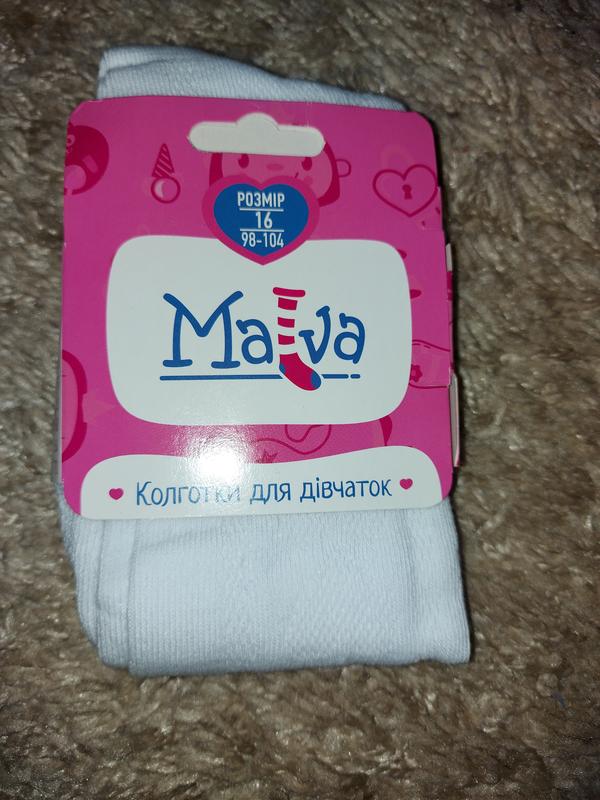 РОЗМІР
16
98-104
Malva
Колготки для дівчаток